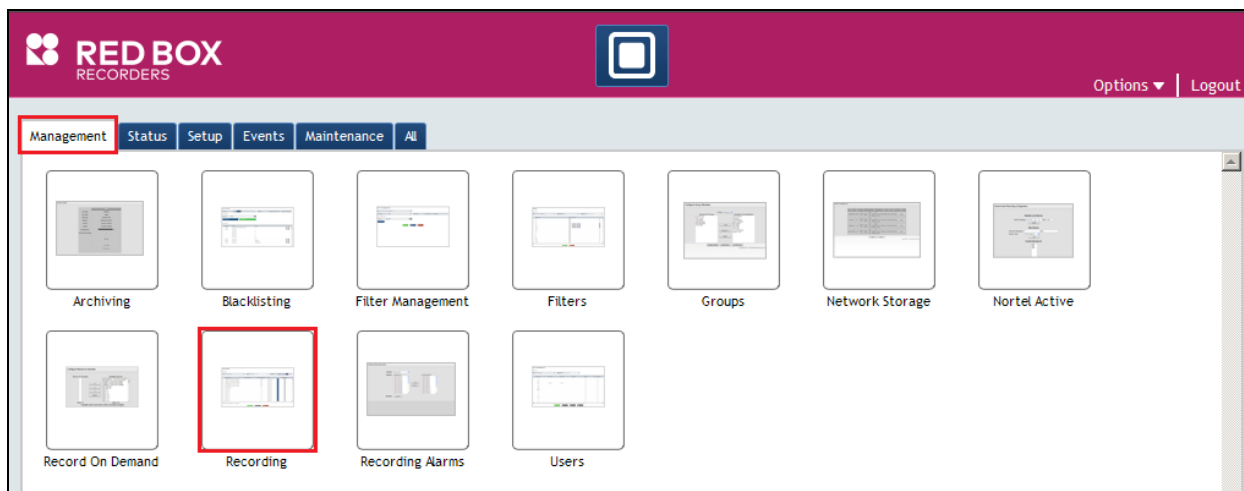 RED BOX
RECORDERS
Options ▼ | Logout
Management Status Setup Events Maintenance All
Archiving Blacklisting Filter Management Filters Groups Network Storage Nortel Active
Record On Demand Recording Recording Alarms Users